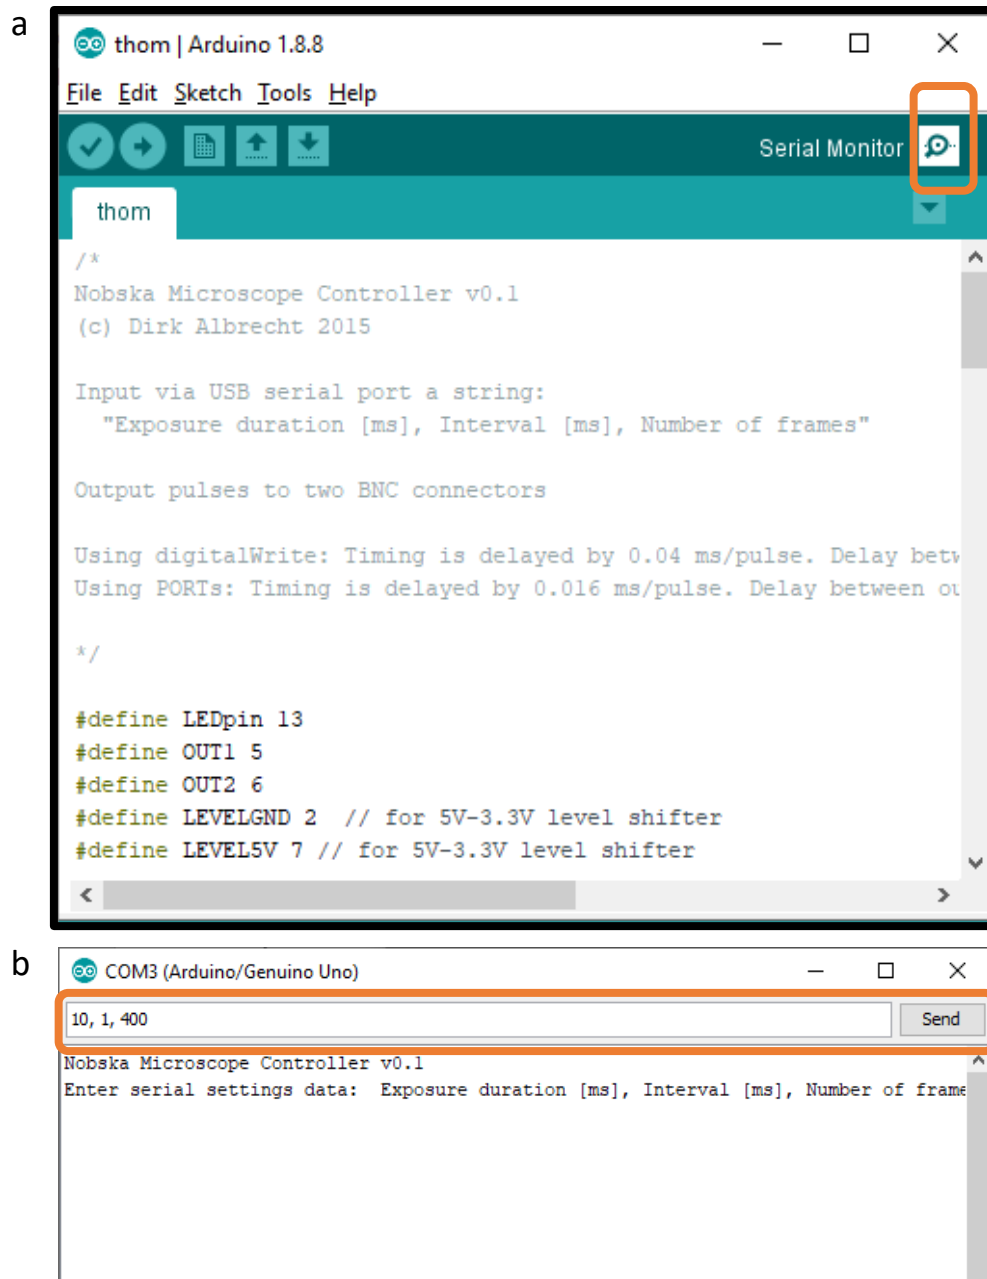 a
thom | Arduino 1.8.8
File Edit Sketch Tools Help
Serial Monitor
thom
/*
Nobska Microscope Controller v0.1
(c) Dirk Albrecht 2015
Input via USB serial port a string:
"Exposure duration [ms], Interval [ms], Number of frames"
Output pulses to two BNC connectors
Using digitalWrite: Timing is delayed by 0.04 ms/pulse. Delay betw
Using PORTs: Timing is delayed by 0.016 ms/pulse. Delay between ou
*/
#define LEDpin 13
#define OUT1 5
#define OUT2 6
#define LEVELGND 2 // for 5V-3.3V level shifter
#define LEVEL5V 7 // for 5V-3.3V level shifter
b
COM3 (Arduino/Genuino Uno)
10, 1, 400 Send
Nobska Microscope Controller v0.1
Enter serial settings data: Exposure duration [ms], Interval [ms], Number of frame